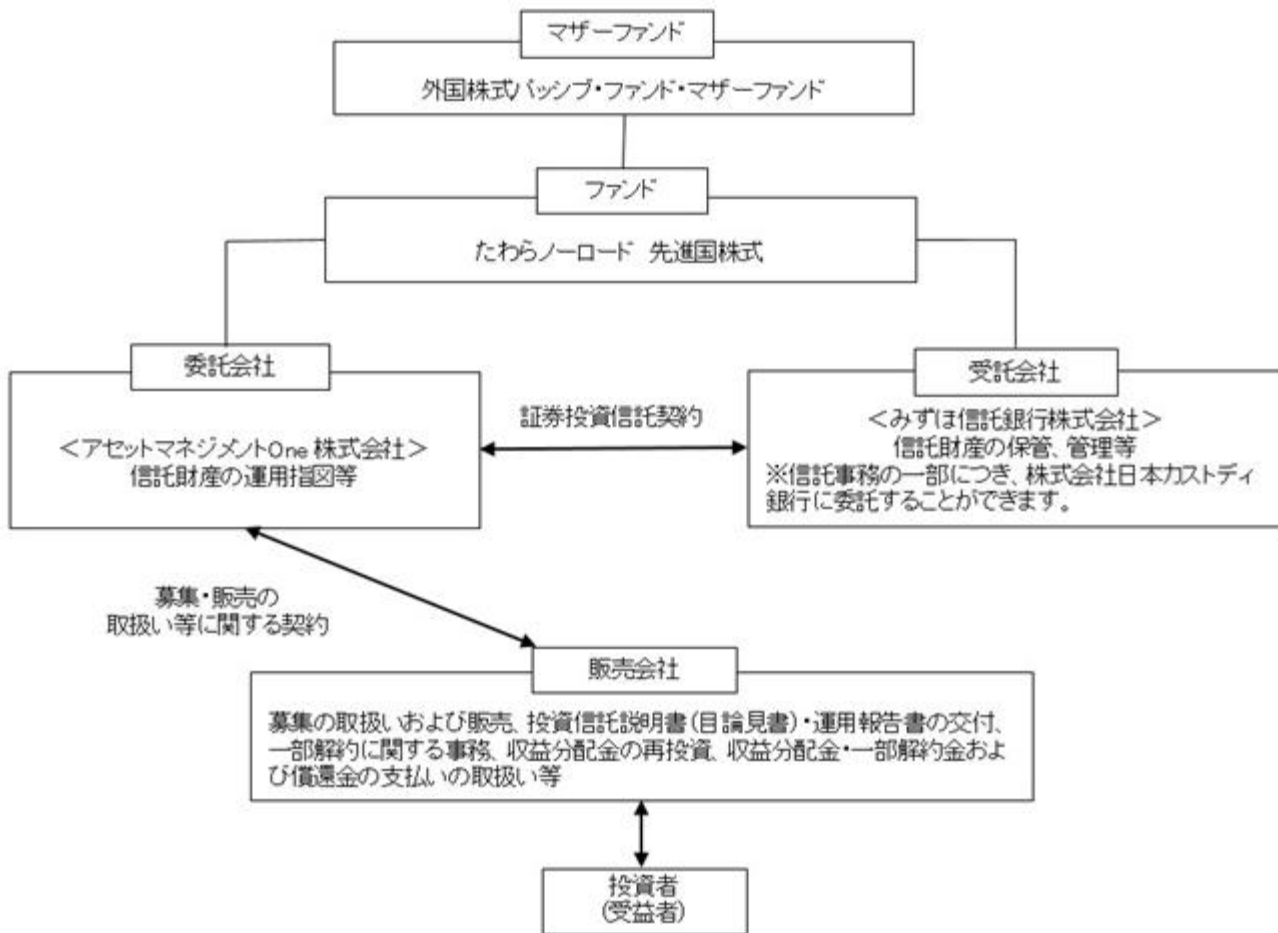 マザーファンド
外国株式パッシブ・ファンド・マザーファンド
ファンド
たわらノーロード 先進国株式
委託会社
<アセットマネジメントOne 株式会社>
信託財産の運用指図等
証券投資信託契約
受託会社
<みずほ信託銀行株式会社>
信託財産の保管、管理等
※信託事務の一部につき、株式会社日本カストディ
銀行に委託することができます。
募集・販売の
取扱い等に関する契約
販売会社
募集の取扱いおよび販売、投資信託説明書(目論見書)・運用報告書の交付、
一部解約に関する事務、収益分配金の再投資、収益分配金・一部解約金およ
び償還金の支払いの取扱い等
投資者
(受益者)